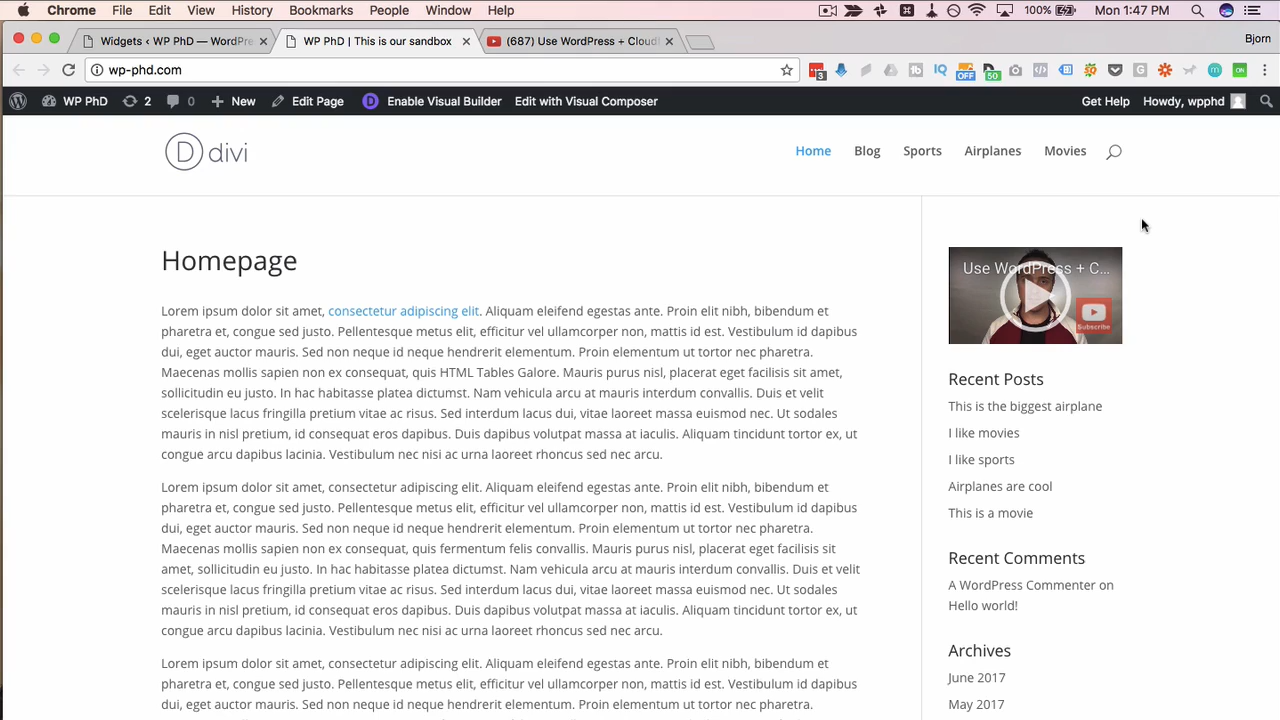 Chrome File Edit View History Bookmarks People Window Help 100% Mon 1:47 PM
Widgets ‹ WP PhD — WordPre WP PhD | This is our sandbox (687) Use WordPress + Cloudl Bjorn
wp-phd.com 3 OFF 50 ON
WP PhD 2 0 New Edit Page Enable Visual Builder Edit with Visual Composer Get Help Howdy, wpphd
D divi Home Blog Sports Airplanes Movies
Homepage
Lorem ipsum dolor sit amet, consectetur adipiscing elit. Aliquam eleifend egestas ante. Proin elit nibh, bibendum et
pharetra et, congue sed justo. Pellentesque metus elit, efficitur vel ullamcorper non, mattis id est. Vestibulum id dapibus
dui, eget auctor mauris. Sed non neque id neque hendrerit elementum. Proin elementum ut tortor nec pharetra.
Maecenas mollis sapien non ex consequat, quis HTML Tables Galore. Mauris purus nisl, placerat eget facilisis sit amet,
sollicitudin eu justo. In hac habitasse platea dictumst. Nam vehicula arcu at mauris interdum convallis. Duis et velit
scelerisque lacus fringilla pretium vitae ac risus. Sed interdum lacus dui, vitae laoreet massa euismod nec. Ut sodales
mauris in nisl pretium, id consequat eros dapibus. Duis dapibus volutpat massa at iaculis. Aliquam tincidunt tortor ex, ut
congue arcu dapibus lacinia. Vestibulum nec nisi ac urna laoreet rhoncus sed nec arcu.
Lorem ipsum dolor sit amet, consectetur adipiscing elit. Aliquam eleifend egestas ante. Proin elit nibh, bibendum et
pharetra et, congue sed justo. Pellentesque metus elit, efficitur vel ullamcorper non, mattis id est. Vestibulum id dapibus
dui, eget auctor mauris. Sed non neque id neque hendrerit elementum. Proin elementum ut tortor nec pharetra.
Maecenas mollis sapien non ex consequat, quis fermentum felis convallis. Mauris purus nisl, placerat eget facilisis sit
amet, sollicitudin eu justo. In hac habitasse platea dictumst. Nam vehicula arcu at mauris interdum convallis. Duis et velit
scelerisque lacus fringilla pretium vitae ac risus. Sed interdum lacus dui, vitae laoreet massa euismod nec. Ut sodales
mauris in nisl pretium, id consequat eros dapibus. Duis dapibus volutpat massa at iaculis. Aliquam tincidunt tortor ex, ut
congue arcu dapibus lacinia. Vestibulum nec nisi ac urna laoreet rhoncus sed nec arcu.
Lorem ipsum dolor sit amet, consectetur adipiscing elit. Aliquam eleifend egestas ante. Proin elit nibh, bibendum et
pharetra et, congue sed justo. Pellentesque metus elit, efficitur vel ullamcorper non, mattis id est. Vestibulum id dapibus
dui, eget auctor mauris. Sed non neque id neque hendrerit elementum. Proin elementum ut tortor nec pharetra.
Use WordPress + C...
Subscribe
Recent Posts
This is the biggest airplane
I like movies
I like sports
Airplanes are cool
This is a movie
Recent Comments
A WordPress Commenter on
Hello world!
Archives
June 2017
May 2017